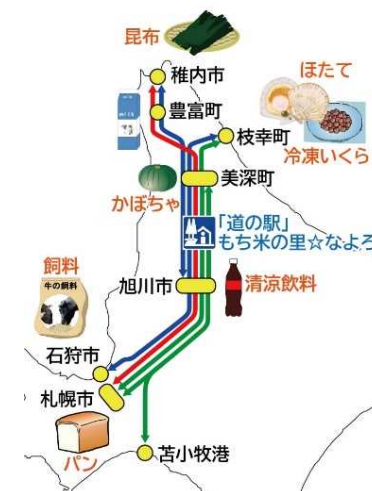 昆布
稚内市
豊富町
ほたて
枝幸町
冷凍いくら
美深町
かぼちゃ
「道の駅」
もち米の里☆なよろ
飼料
牛の飼料
旭川市
清涼飲料
石狩市
札幌市
パン
苫小牧港